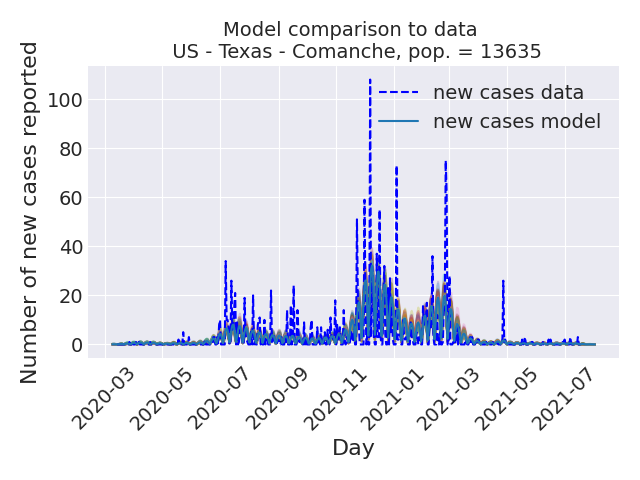 Model comparison to data
US - Texas - Comanche, pop. = 13635
Number of new cases reported
100
80
60
40
20
0
new cases data
new cases model
2020-03
2020-05
2020-07
2020-09
2020-11
2021-01
2021-03
2021-05
2021-07
Day